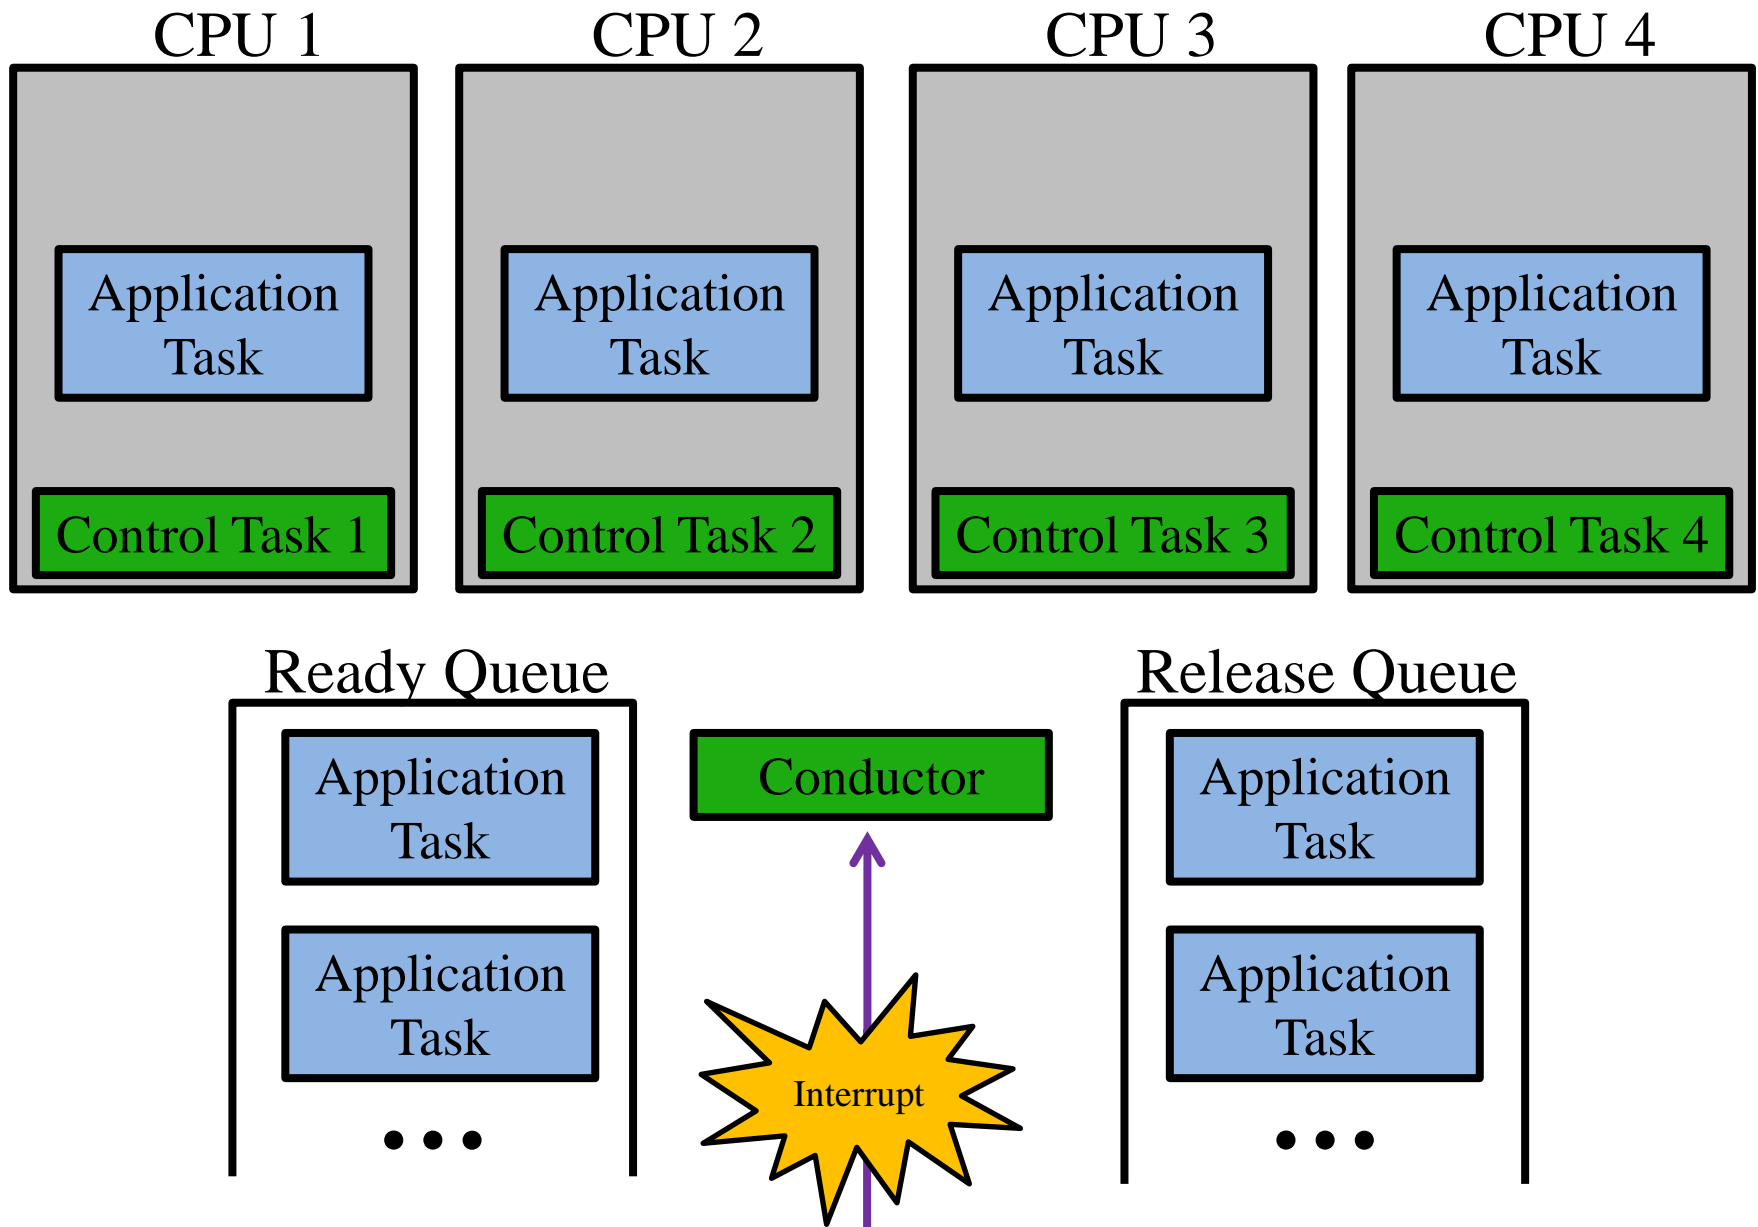 CPU 1
CPU 2
CPU 3
CPU 4
Application
Task
Application
Task
Application
Task
Application
Task
Control Task 1
Control Task 2
Control Task 3
Control Task 4
Ready Queue
Release Queue
Application
Task
Conductor
Application
Task
Application
Task
Application
Task
Interrupt
•••
•••